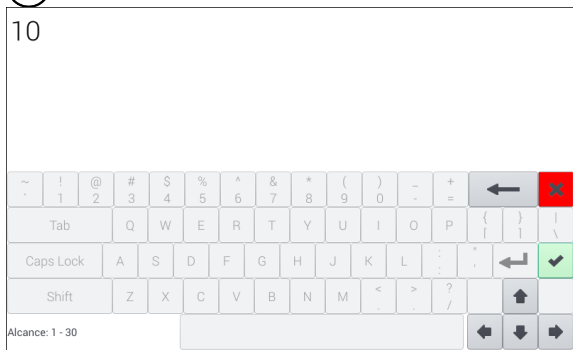 10
~ ! @ # $ % ^ & * ( ) _ +
` 1 2 3 4 5 6 7 8 9 0 - =
Tab Q W E R T Y U I O P { } |
[ ] \
Caps Lock A S D F G H J K L : "
; '
Shift Z X C V B N M < > ?
, . /
Alcance: 1 - 30